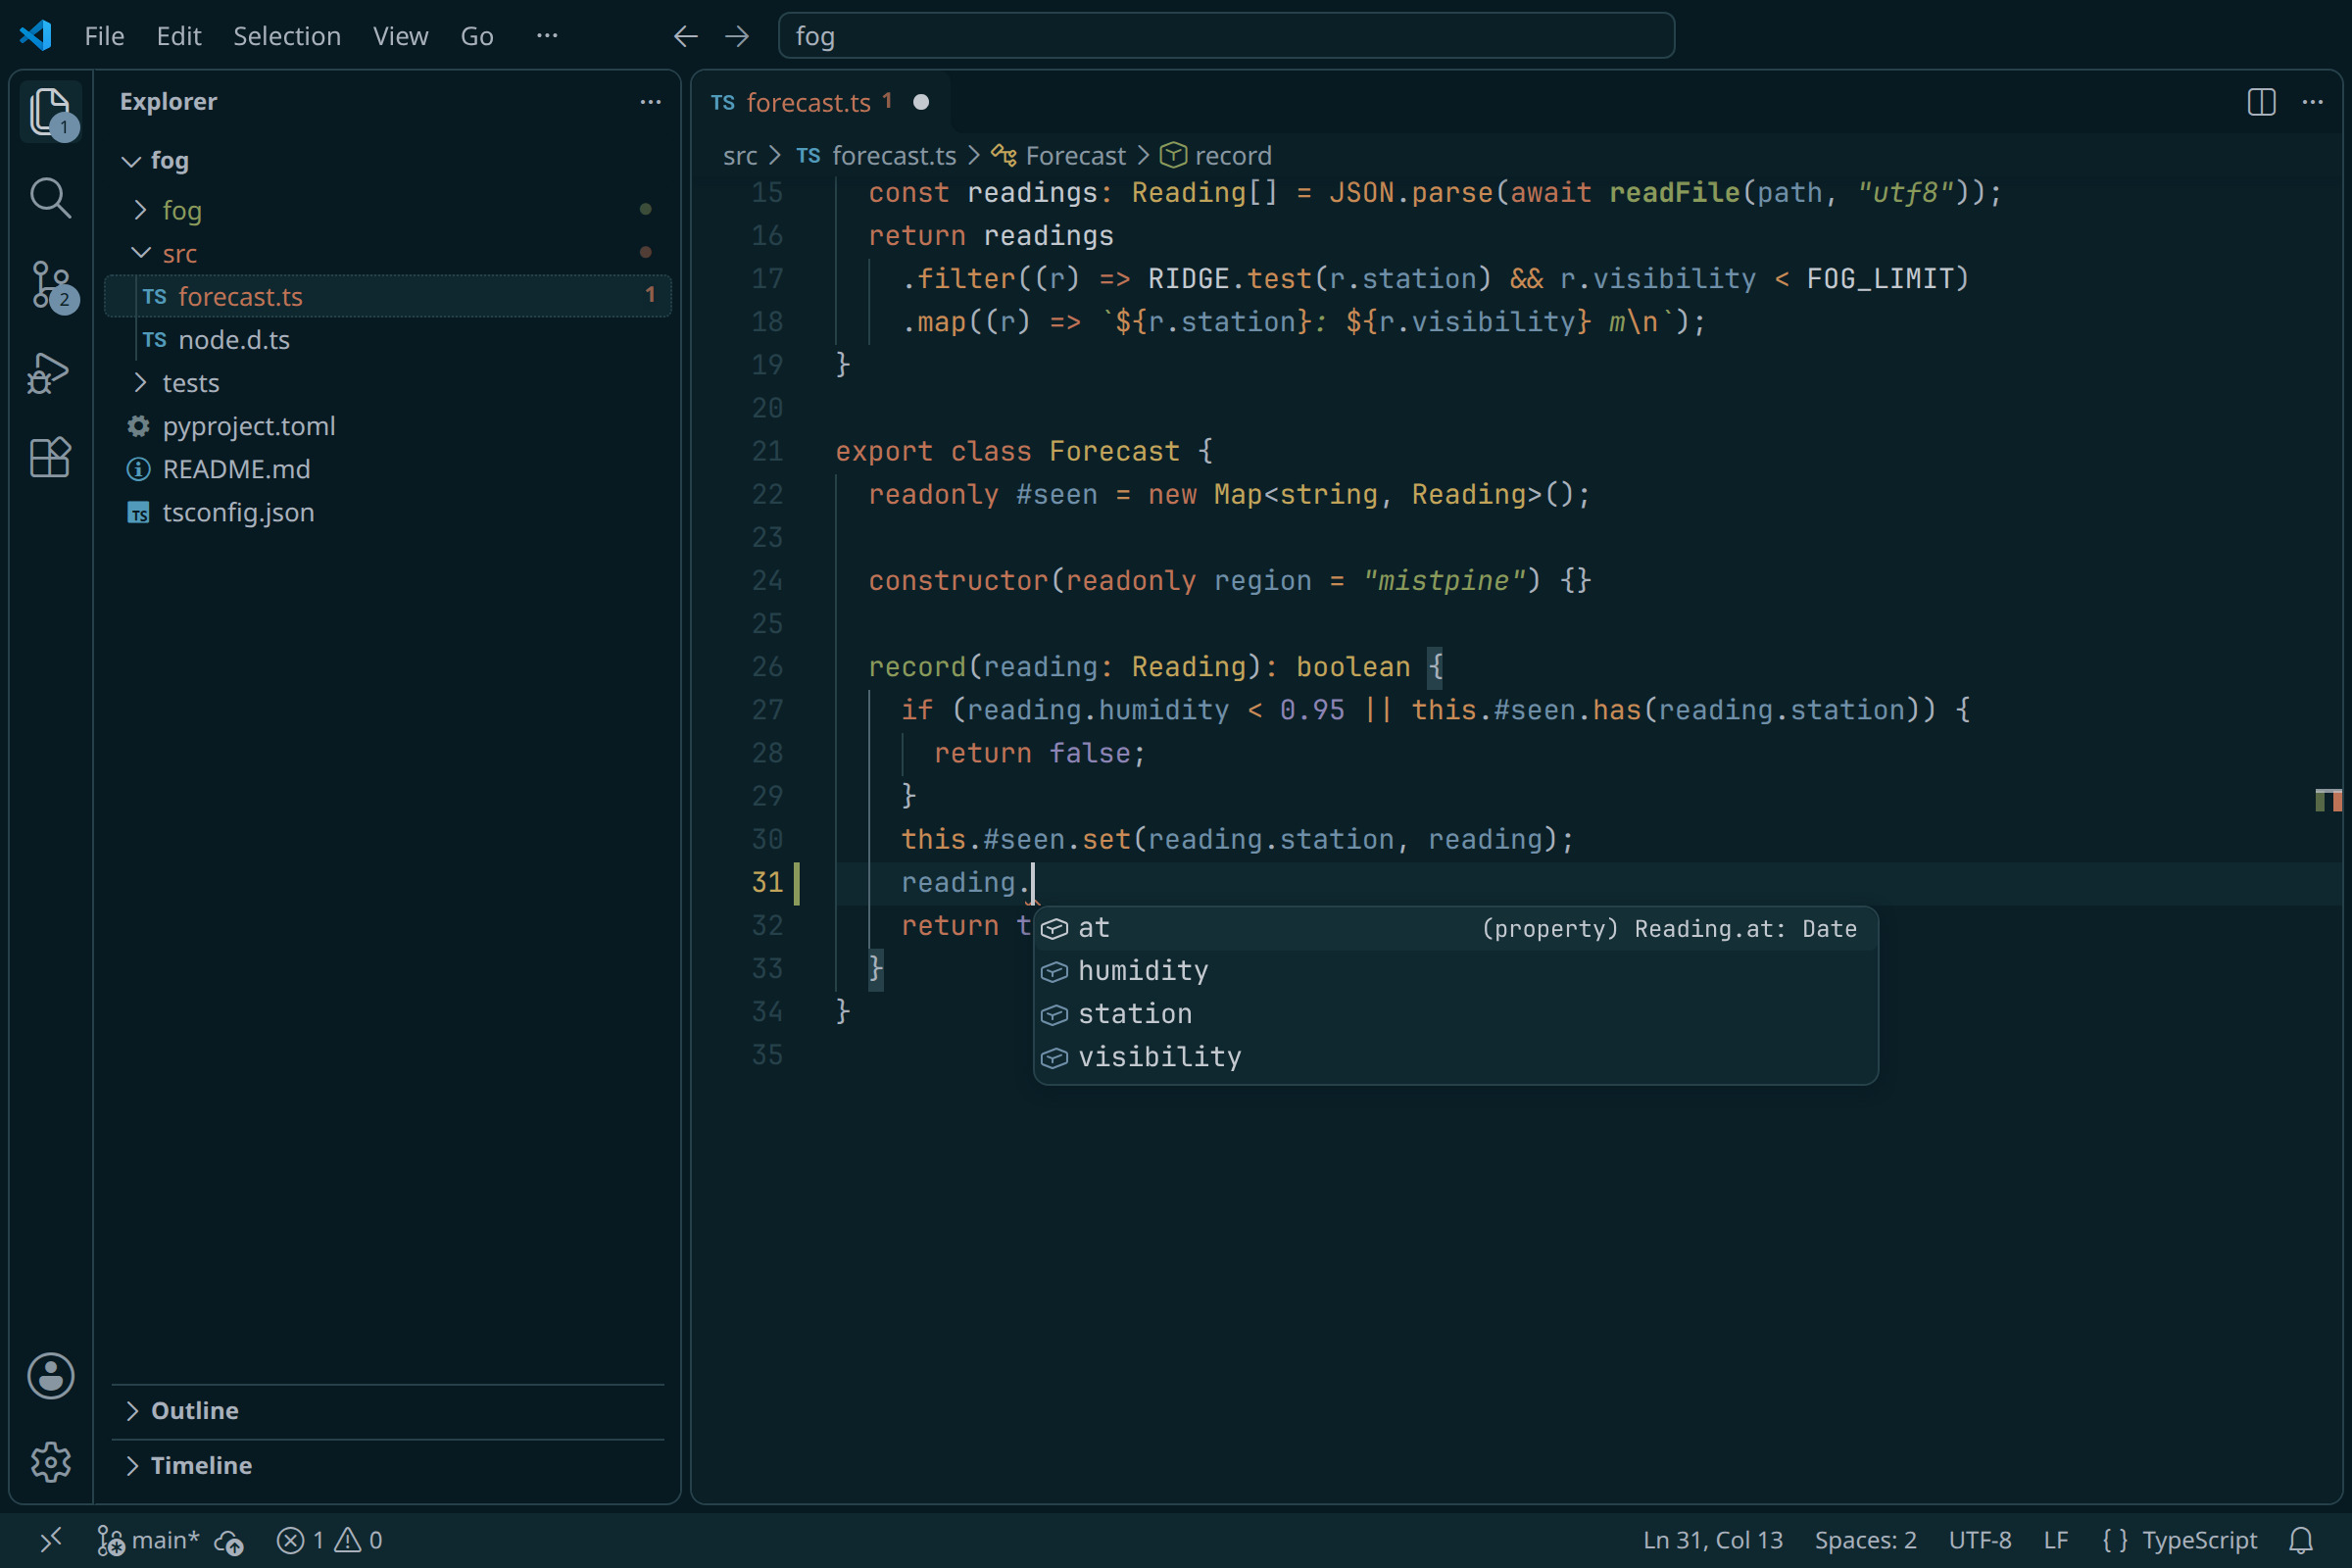 File Edit Selection View Go ··· fog
Explorer ···
fog
fog
src
TS forecast.ts 1
TS node.d.ts
tests
pyproject.toml
README.md
TS tsconfig.json
Outline
Timeline
1
2
TS forecast.ts 1
src > TS forecast.ts > Forecast > record
15 const readings: Reading[] = JSON.parse(await readFile(path, "utf8"));
16 return readings
17 .filter((r) => RIDGE.test(r.station) && r.visibility < FOG_LIMIT)
18 .map((r) => `${r.station}: ${r.visibility} m\n`);
19 }
20
21 export class Forecast {
22 readonly #seen = new Map<string, Reading>();
23
24 constructor(readonly region = "mistpine") {}
25
26 record(reading: Reading): boolean {
27 if (reading.humidity < 0.95 || this.#seen.has(reading.station)) {
28 return false;
29 }
30 this.#seen.set(reading.station, reading);
31 reading.
32 return t
33 }
34 }
35
at (property) Reading.at: Date
humidity
station
visibility
main* 1 0 Ln 31, Col 13 Spaces: 2 UTF-8 LF { } TypeScript